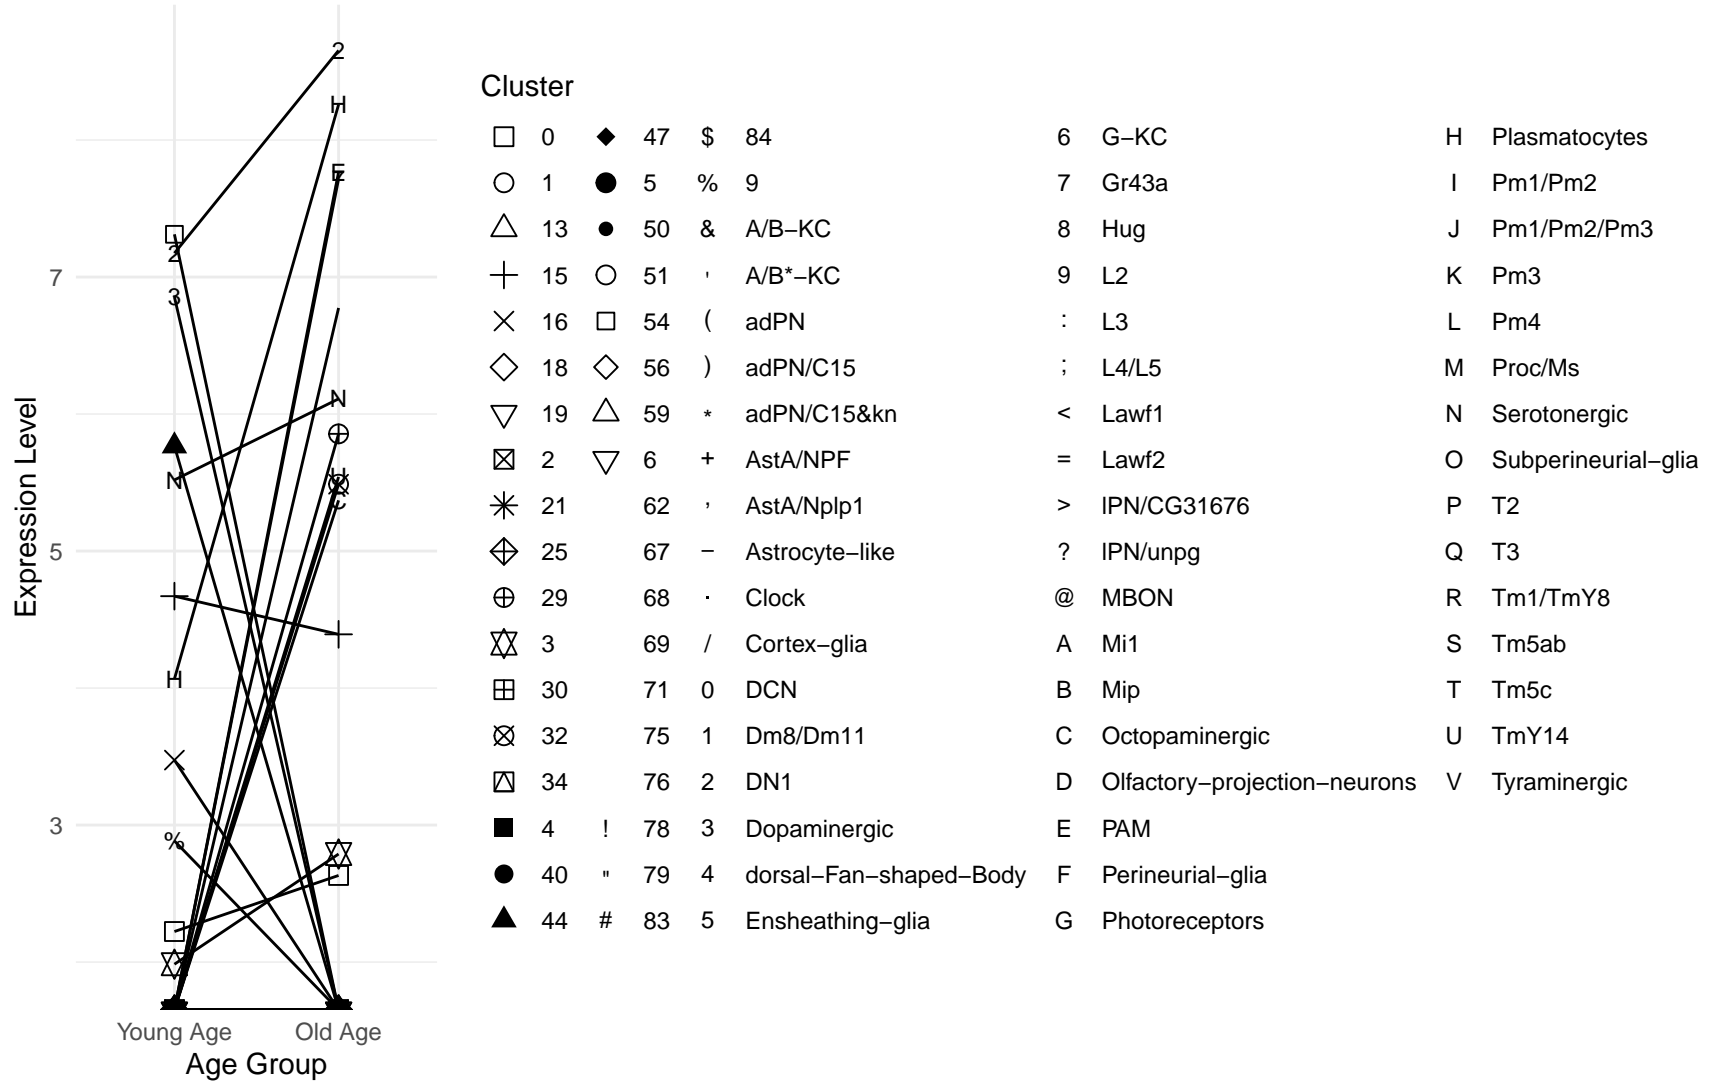 Cluster
0 47 $ 84 6 G−KC H Plasmatocytes
1 5 % 9 7 Gr43a I Pm1/Pm2
13 50 & A/B−KC 8 Hug J Pm1/Pm2/Pm3
15 51 ' A/B*−KC 9 L2 K Pm3
16 54 ( adPN : L3 L Pm4
18 56 ) adPN/C15 ; L4/L5 M Proc/Ms
19 59 * adPN/C15&kn < Lawf1 N Serotonergic
2 6 + AstA/NPF = Lawf2 O Subperineurial−glia
21 62 , AstA/Nplp1 > lPN/CG31676 P T2
25 67 − Astrocyte−like ? lPN/unpg Q T3
29 68 . Clock @ MBON R Tm1/TmY8
3 69 / Cortex−glia A Mi1 S Tm5ab
30 71 0 DCN B Mip T Tm5c
32 75 1 Dm8/Dm11 C Octopaminergic U TmY14
34 76 2 DN1 D Olfactory−projection−neurons V Tyraminergic
4 ! 78 3 Dopaminergic E PAM
40 " 79 4 dorsal−Fan−shaped−Body F Perineurial−glia
44 # 83 5 Ensheathing−glia G Photoreceptors
Expression Level
7
5
3
2
H
E
2
3
N
N
H
C
H
%
Young Age Old Age
Age Group